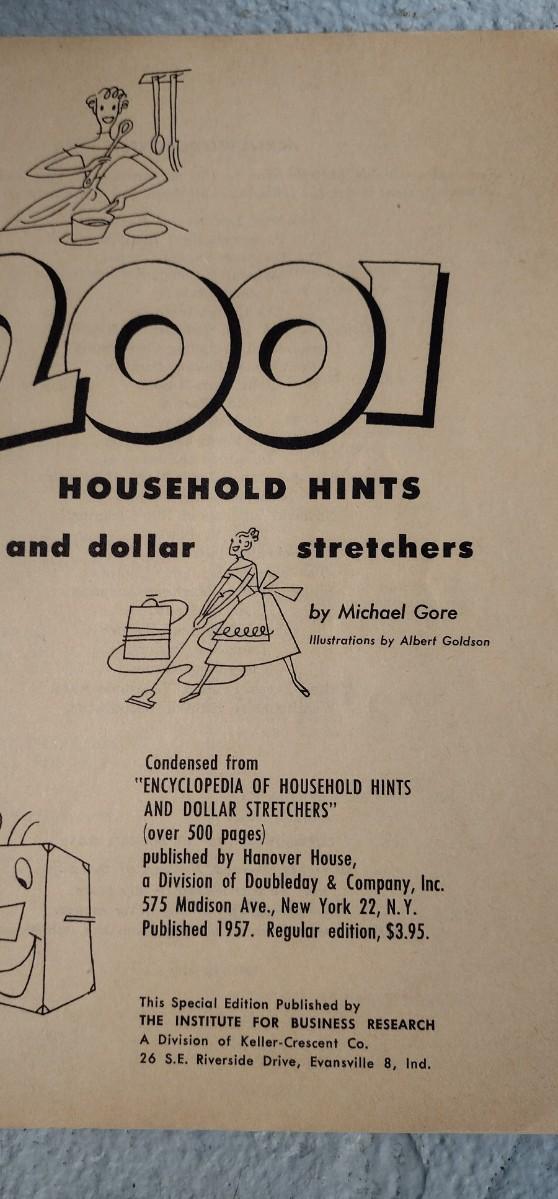 2001
HOUSEHOLD HINTS
and dollar stretchers
by Michael Gore
Illustrations by Albert Goldson
Condensed from
"ENCYCLOPEDIA OF HOUSEHOLD HINTS
AND DOLLAR STRETCHERS"
(over 500 pages)
published by Hanover House,
a Division of Doubleday & Company, Inc.
575 Madison Ave., New York 22, N.Y.
Published 1957. Regular edition, $3.95.
This Special Edition Published by
THE INSTITUTE FOR BUSINESS RESEARCH
A Division of Keller-Crescent Co.
26 S.E. Riverside Drive, Evansville 8, Ind.